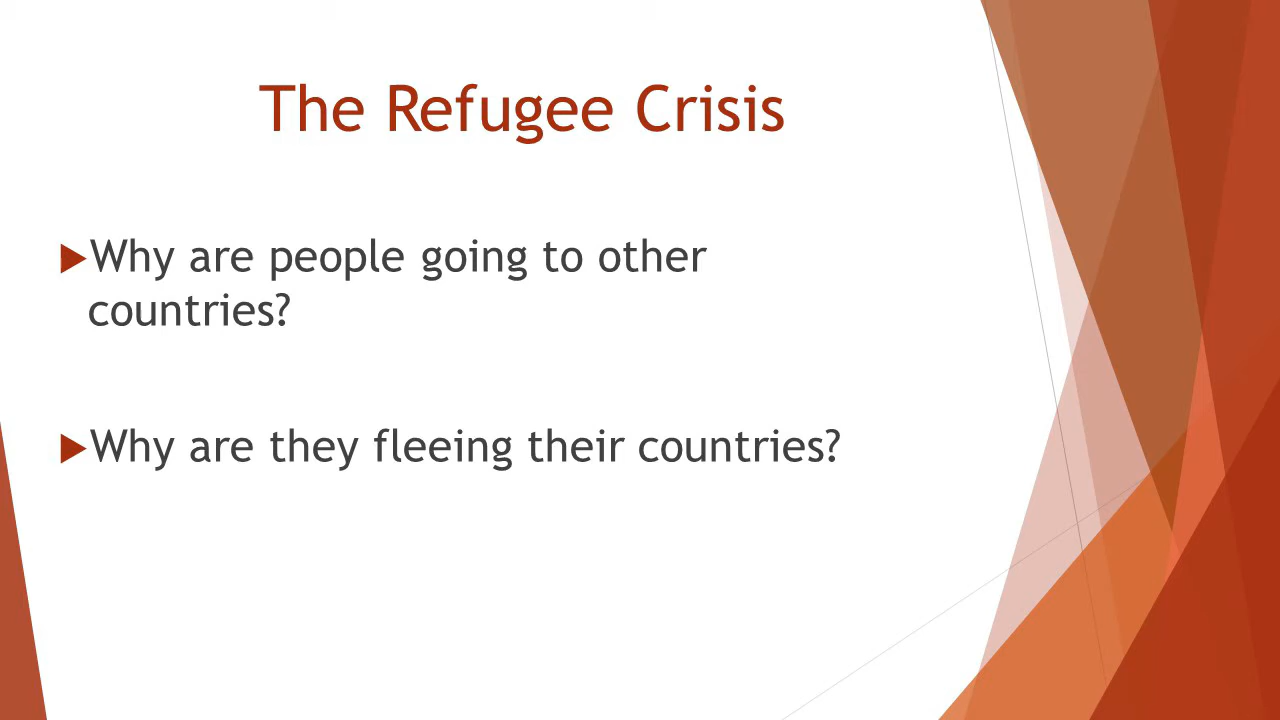 The Refugee Crisis
Why are people going to other
countries?
Why are they fleeing their countries?